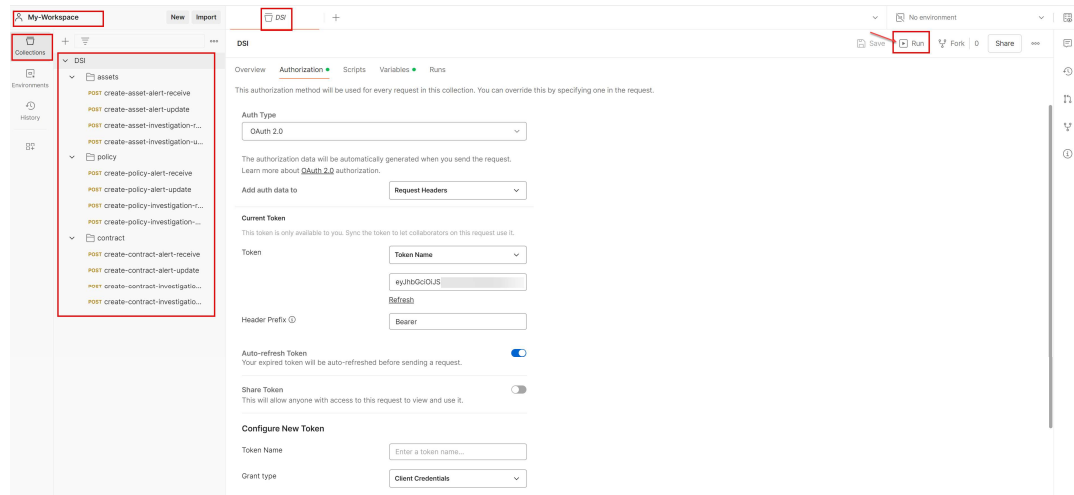 My-Workspace
New
Import
DSI
No environment
Collections
Environments
History
DSI
assets
POST create-asset-alert-receive
POST create-asset-alert-update
POST create-asset-investigation-r...
POST create-asset-investigation-u...
policy
POST create-policy-alert-receive
POST create-policy-alert-update
POST create-policy-investigation-r...
POST create-policy-investigation-...
contract
POST create-contract-alert-receive
POST create-contract-alert-update
POST create-contract-investigatio...
POST create-contract-investigatio...
DSI
Save
Run
Fork
0
Share
Overview
Authorization
Scripts
Variables
Runs
This authorization method will be used for every request in this collection. You can override this by specifying one in the request.
Auth Type
OAuth 2.0
The authorization data will be automatically generated when you send the request.
Learn more about OAuth 2.0 authorization.
Add auth data to
Request Headers
Current Token
This token is only available to you. Sync the token to let collaborators on this request use it.
Token
Token Name
eyJhbGciOiJS
Refresh
Header Prefix
Bearer
Auto-refresh Token
Your expired token will be auto-refreshed before sending a request.
Share Token
This will allow anyone with access to this request to view and use it.
Configure New Token
Token Name
Enter a token name...
Grant type
Client Credentials